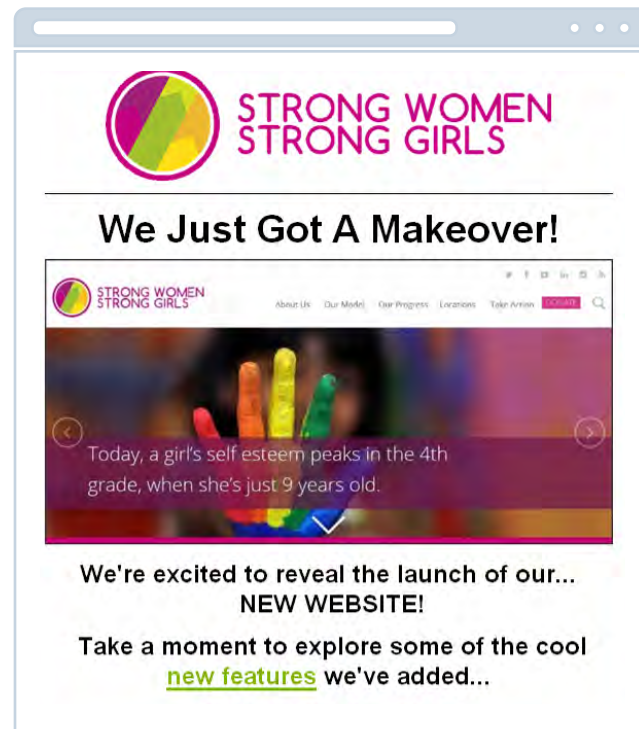 STRONG WOMEN
STRONG GIRLS
We Just Got A Makeover!
STRONG WOMEN
STRONG GIRLS
About Us Our Model Our Progress Locations Take Action DONATE
Today, a girl's self esteem peaks in the 4th
grade, when she's just 9 years old.
We're excited to reveal the launch of our...
NEW WEBSITE!
Take a moment to explore some of the cool
new features we've added...